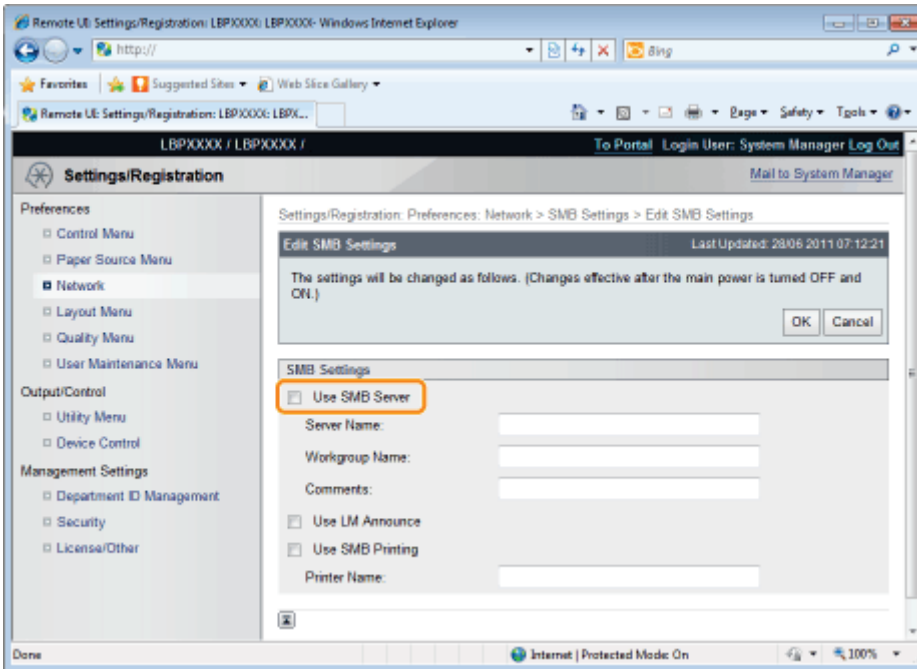 Remote UI: Settings/Registration: LBPXXXX: LBPXXXX- Windows Internet Explorer
http://
Bing
Favorites Suggested Sites Web Slice Gallery
Remote UI: Settings/Registration: LBPXXXX: LBPX... Page Safety Tools
LBPXXXX / LBPXXXX / To Portal Login User: System Manager Log Out
Settings/Registration Mail to System Manager
Preferences
Control Menu
Paper Source Menu
Network
Layout Menu
Quality Menu
User Maintenance Menu
Output/Control
Utility Menu
Device Control
Management Settings
Department ID Management
Security
License/Other
Settings/Registration: Preferences: Network > SMB Settings > Edit SMB Settings
Edit SMB Settings Last Updated: 28/06 2011 07:12:21
The settings will be changed as follows. (Changes effective after the main power is turned OFF and
ON.)
OK Cancel
SMB Settings
Use SMB Server
Server Name:
Workgroup Name:
Comments:
Use LM Announce
Use SMB Printing
Printer Name:
Done Internet | Protected Mode: On 100%